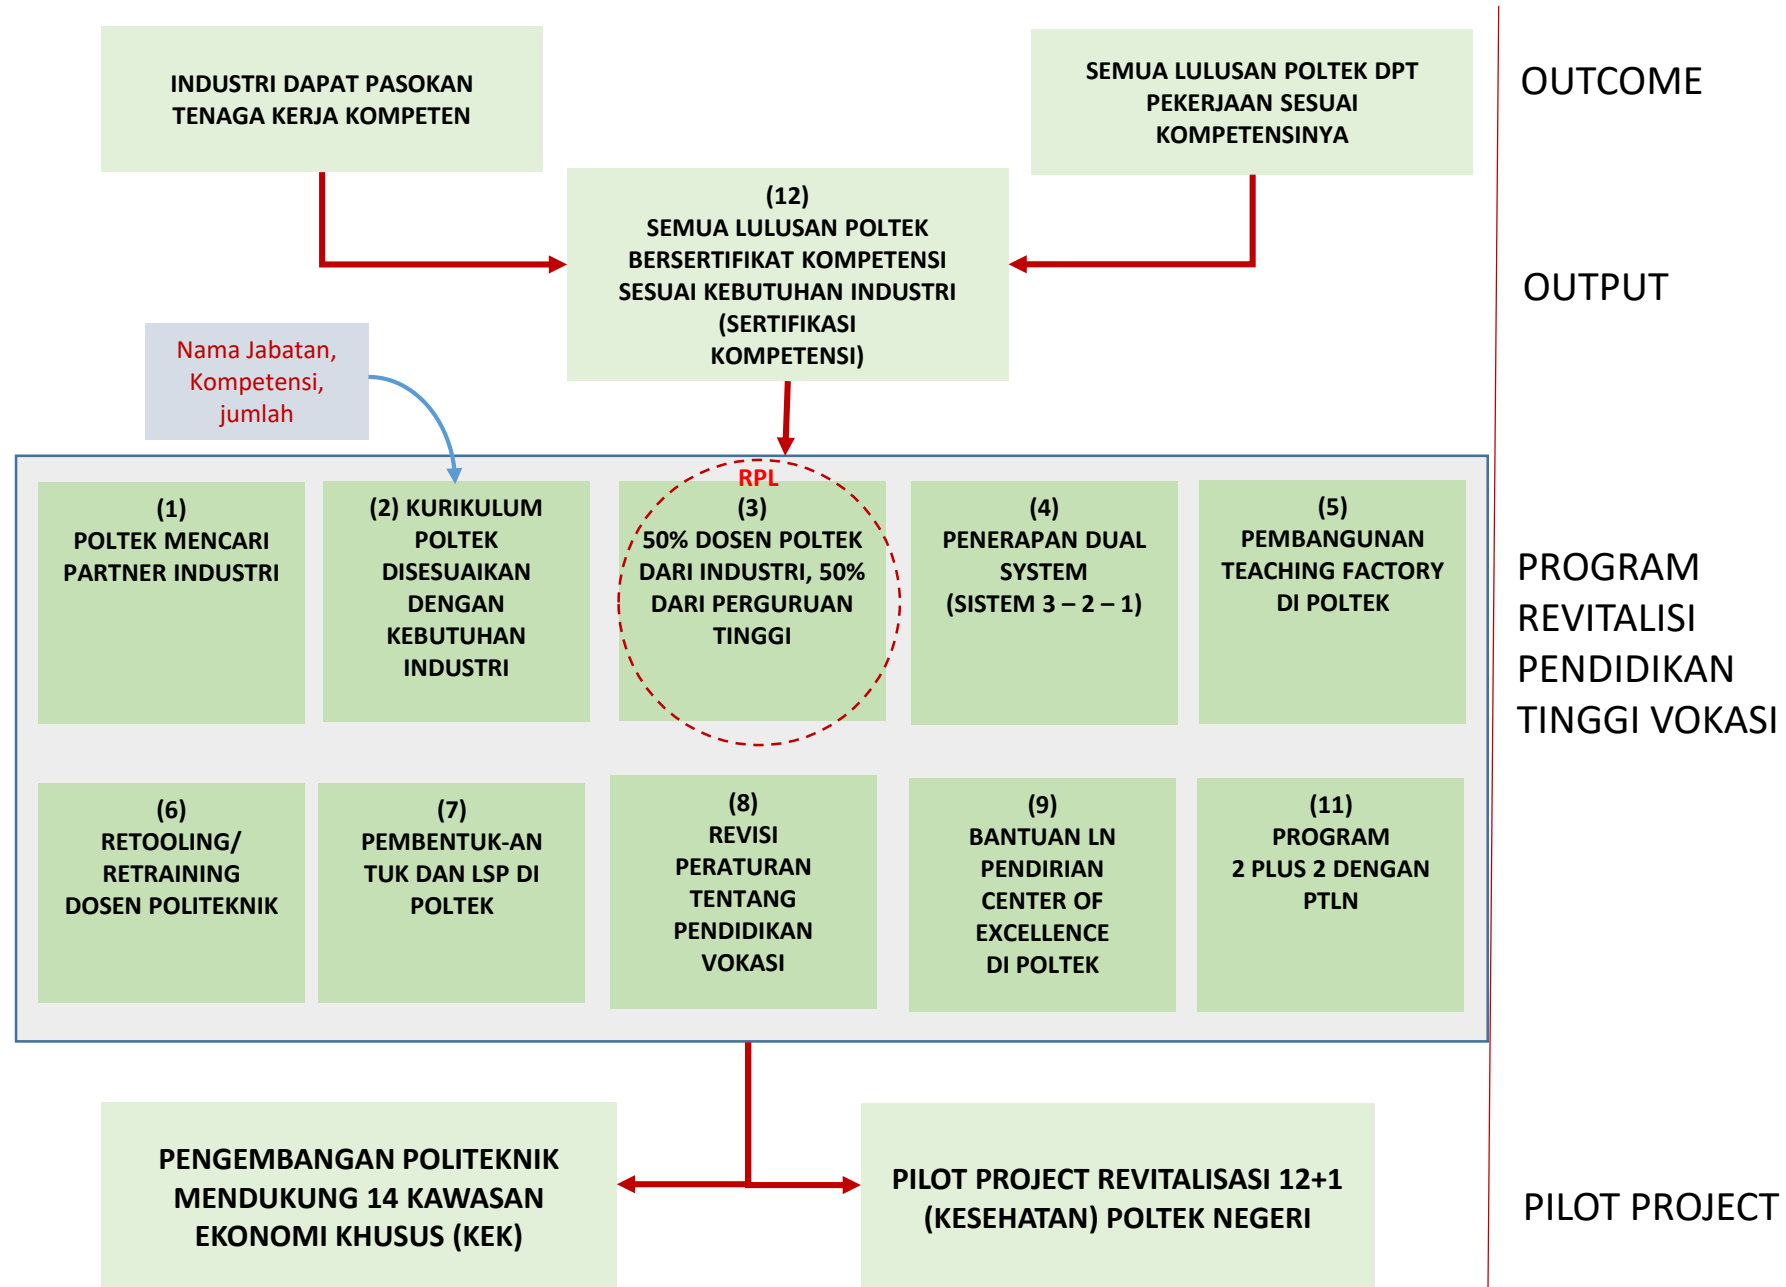 INDUSTRI DAPAT PASOKAN
TENAGA KERJA KOMPETEN
SEMUA LULUSAN POLTEK DPT
PEKERJAAN SESUAI
KOMPETENSINYA
OUTCOME
(12)
SEMUA LULUSAN POLTEK
BERSERTIFIKAT KOMPETENSI
SESUAI KEBUTUHAN INDUSTRI
(SERTIFIKASI
KOMPETENSI)
OUTPUT
Nama Jabatan,
Kompetensi,
jumlah
RPL
(1)
POLTEK MENCARI
PARTNER INDUSTRI
(2) KURIKULUM
POLTEK
DISESUAIKAN
DENGAN
KEBUTUHAN
INDUSTRI
(3)
50% DOSEN POLTEK
DARI INDUSTRI, 50%
DARI PERGURUAN
TINGGI
(4)
PENERAPAN DUAL
SYSTEM
(SISTEM 3 – 2 – 1)
(5)
PEMBANGUNAN
TEACHING FACTORY
DI POLTEK
PROGRAM
REVITALISI
PENDIDIKAN
TINGGI VOKASI
(6)
RETOOLING/
RETRAINING
DOSEN POLITEKNIK
(7)
PEMBENTUK-AN
TUK DAN LSP DI
POLTEK
(8)
REVISI
PERATURAN
TENTANG
PENDIDIKAN
VOKASI
(9)
BANTUAN LN
PENDIRIAN
CENTER OF
EXCELLENCE
DI POLTEK
(11)
PROGRAM
2 PLUS 2 DENGAN
PTLN
PENGEMBANGAN POLITEKNIK
MENDUKUNG 14 KAWASAN
EKONOMI KHUSUS (KEK)
PILOT PROJECT REVITALISASI 12+1
(KESEHATAN) POLTEK NEGERI
PILOT PROJECT